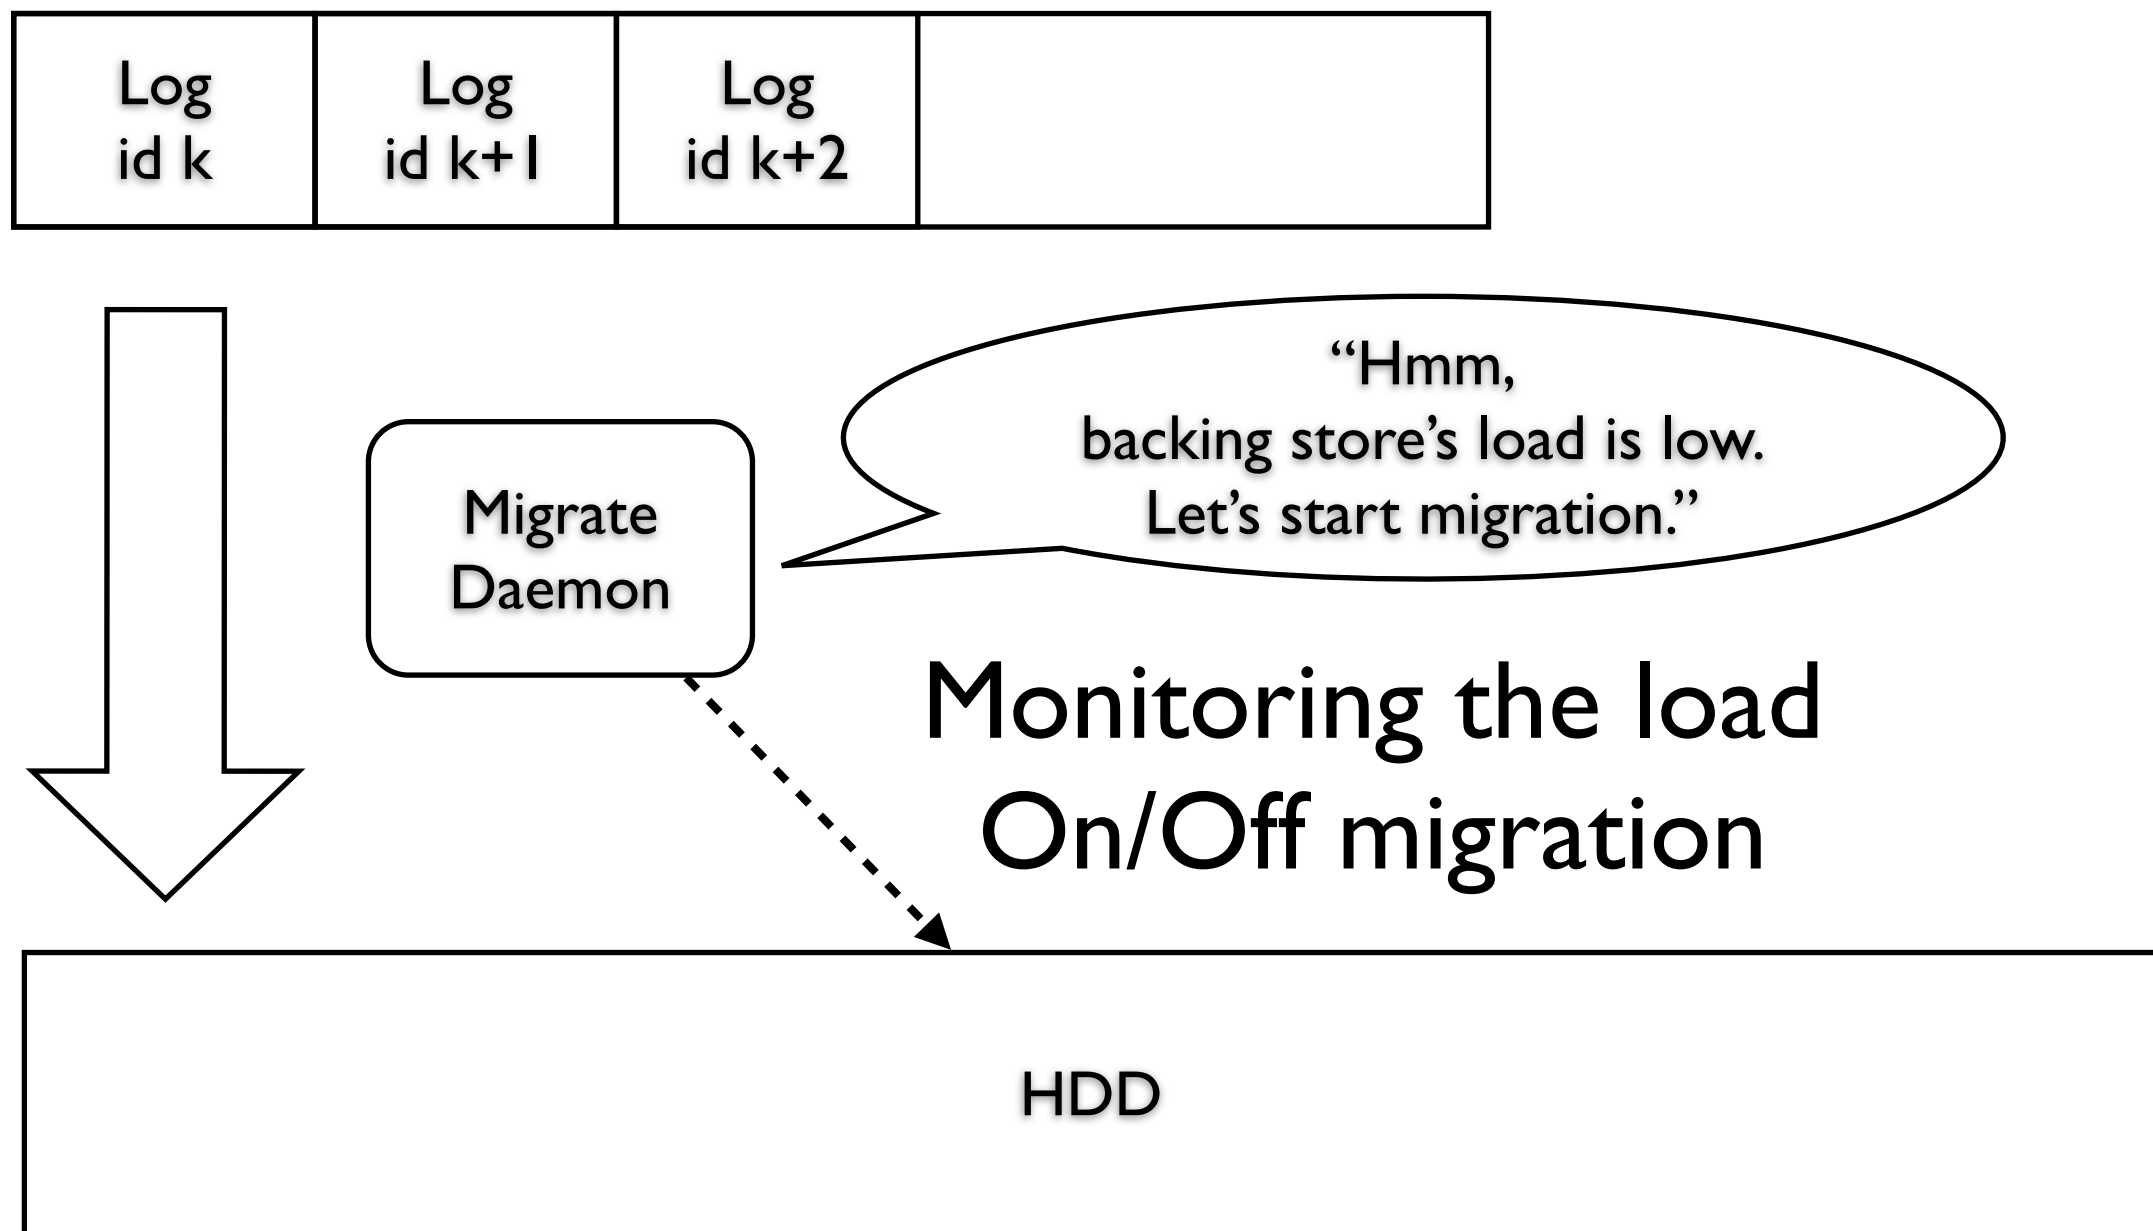 Log
id k
Log
id k+1
Log
id k+2
“Hmm,
backing store’s load is low.
Let’s start migration.”
Migrate
Daemon
Monitoring the load
On/Off migration
HDD